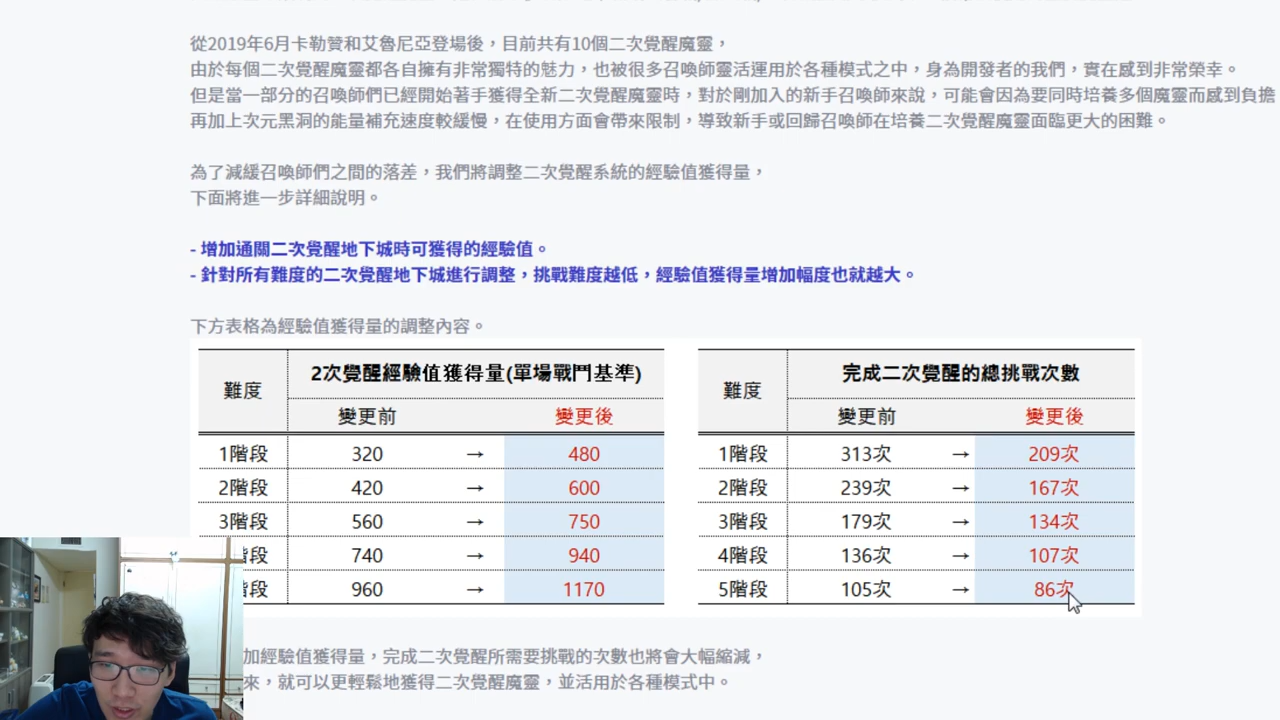 從2019年6月卡勒贊和艾魯尼亞登場後，目前共有10個二次覺醒魔靈，
由於每個二次覺醒魔靈都各自擁有非常獨特的魅力，也被很多召喚師靈活運用於各種模式之中，身為開發者的我們，實在感到非常榮幸。
但是當一部分的召喚師們已經開始著手獲得全新二次覺醒魔靈時，對於剛加入的新手召喚師來說，可能會因為要同時培養多個魔靈而感到負擔
再加上次元黑洞的能量補充速度較緩慢，在使用方面會帶來限制，導致新手或回歸召喚師在培養二次覺醒魔靈面臨更大的困難。
為了減緩召喚師們之間的落差，我們將調整二次覺醒系統的經驗值獲得量，
下面將進一步詳細說明。
- 增加通關二次覺醒地下城時可獲得的經驗值。
- 針對所有難度的二次覺醒地下城進行調整，挑戰難度越低，經驗值獲得量增加幅度也就越大。
下方表格為經驗值獲得量的調整內容。
難度 2次覺醒經驗值獲得量(單場戰鬥基準)
變更前 變更後
1階段 320 → 480
2階段 420 → 600
3階段 560 → 750
階段 740 → 940
階段 960 → 1170
難度 完成二次覺醒的總挑戰次數
變更前 變更後
1階段 313次 → 209次
2階段 239次 → 167次
3階段 179次 → 134次
4階段 136次 → 107次
5階段 105次 → 86次
加經驗值獲得量，完成二次覺醒所需要挑戰的次數也將會大幅縮減，
來，就可以更輕鬆地獲得二次覺醒魔靈，並活用於各種模式中。